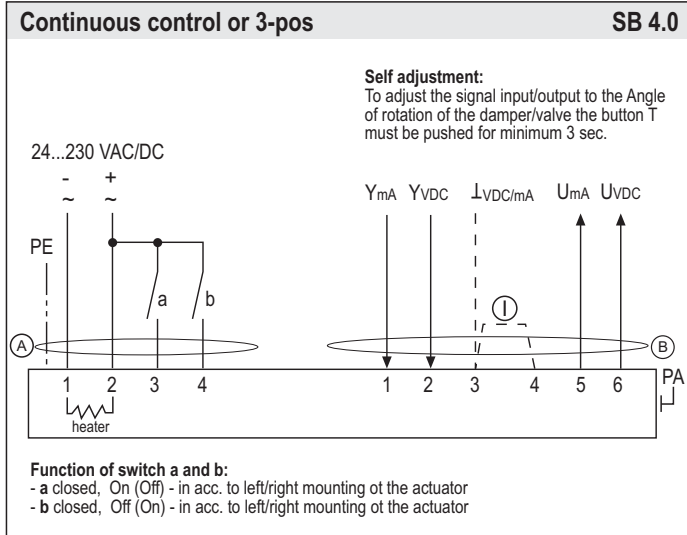 Continuous control or 3-pos SB 4.0
Self adjustment:
To adjust the signal input/output to the Angle
of rotation of the damper/valve the button T
must be pushed for minimum 3 sec.
24...230 VAC/DC
- +
~ ~
YmA YVDC ⊥VDC/mA UmA UVDC
PE
a b
I
A B
1 2 3 4 1 2 3 4 5 6 PA
heater
Function of switch a and b:
- a closed, On (Off) - in acc. to left/right mounting ot the actuator
- b closed, Off (On) - in acc. to left/right mounting ot the actuator